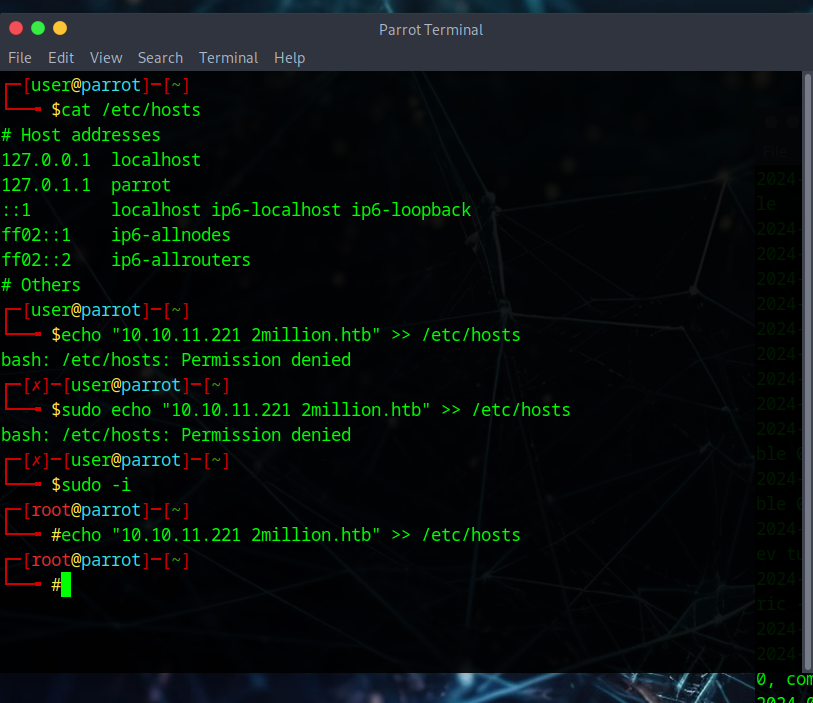 Parrot Terminal
File Edit View Search Terminal Help
┌─[user@parrot]─[~]
└──╼ $cat /etc/hosts
# Host addresses
127.0.0.1  localhost
127.0.1.1  parrot
::1        localhost ip6-localhost ip6-loopback
ff02::1    ip6-allnodes
ff02::2    ip6-allrouters
# Others
┌─[user@parrot]─[~]
└──╼ $echo "10.10.11.221 2million.htb" >> /etc/hosts
bash: /etc/hosts: Permission denied
┌─[✗]─[user@parrot]─[~]
└──╼ $sudo echo "10.10.11.221 2million.htb" >> /etc/hosts
bash: /etc/hosts: Permission denied
┌─[✗]─[user@parrot]─[~]
└──╼ $sudo -i
┌─[root@parrot]─[~]
└──╼ #echo "10.10.11.221 2million.htb" >> /etc/hosts
┌─[root@parrot]─[~]
└──╼ #
File
2024
le
2024
2024
2024
2024
2024
2024
2024
2024
2024
2024
ble
2024
ble
2024
ev tu
2024
ric
2024
2024
0, com